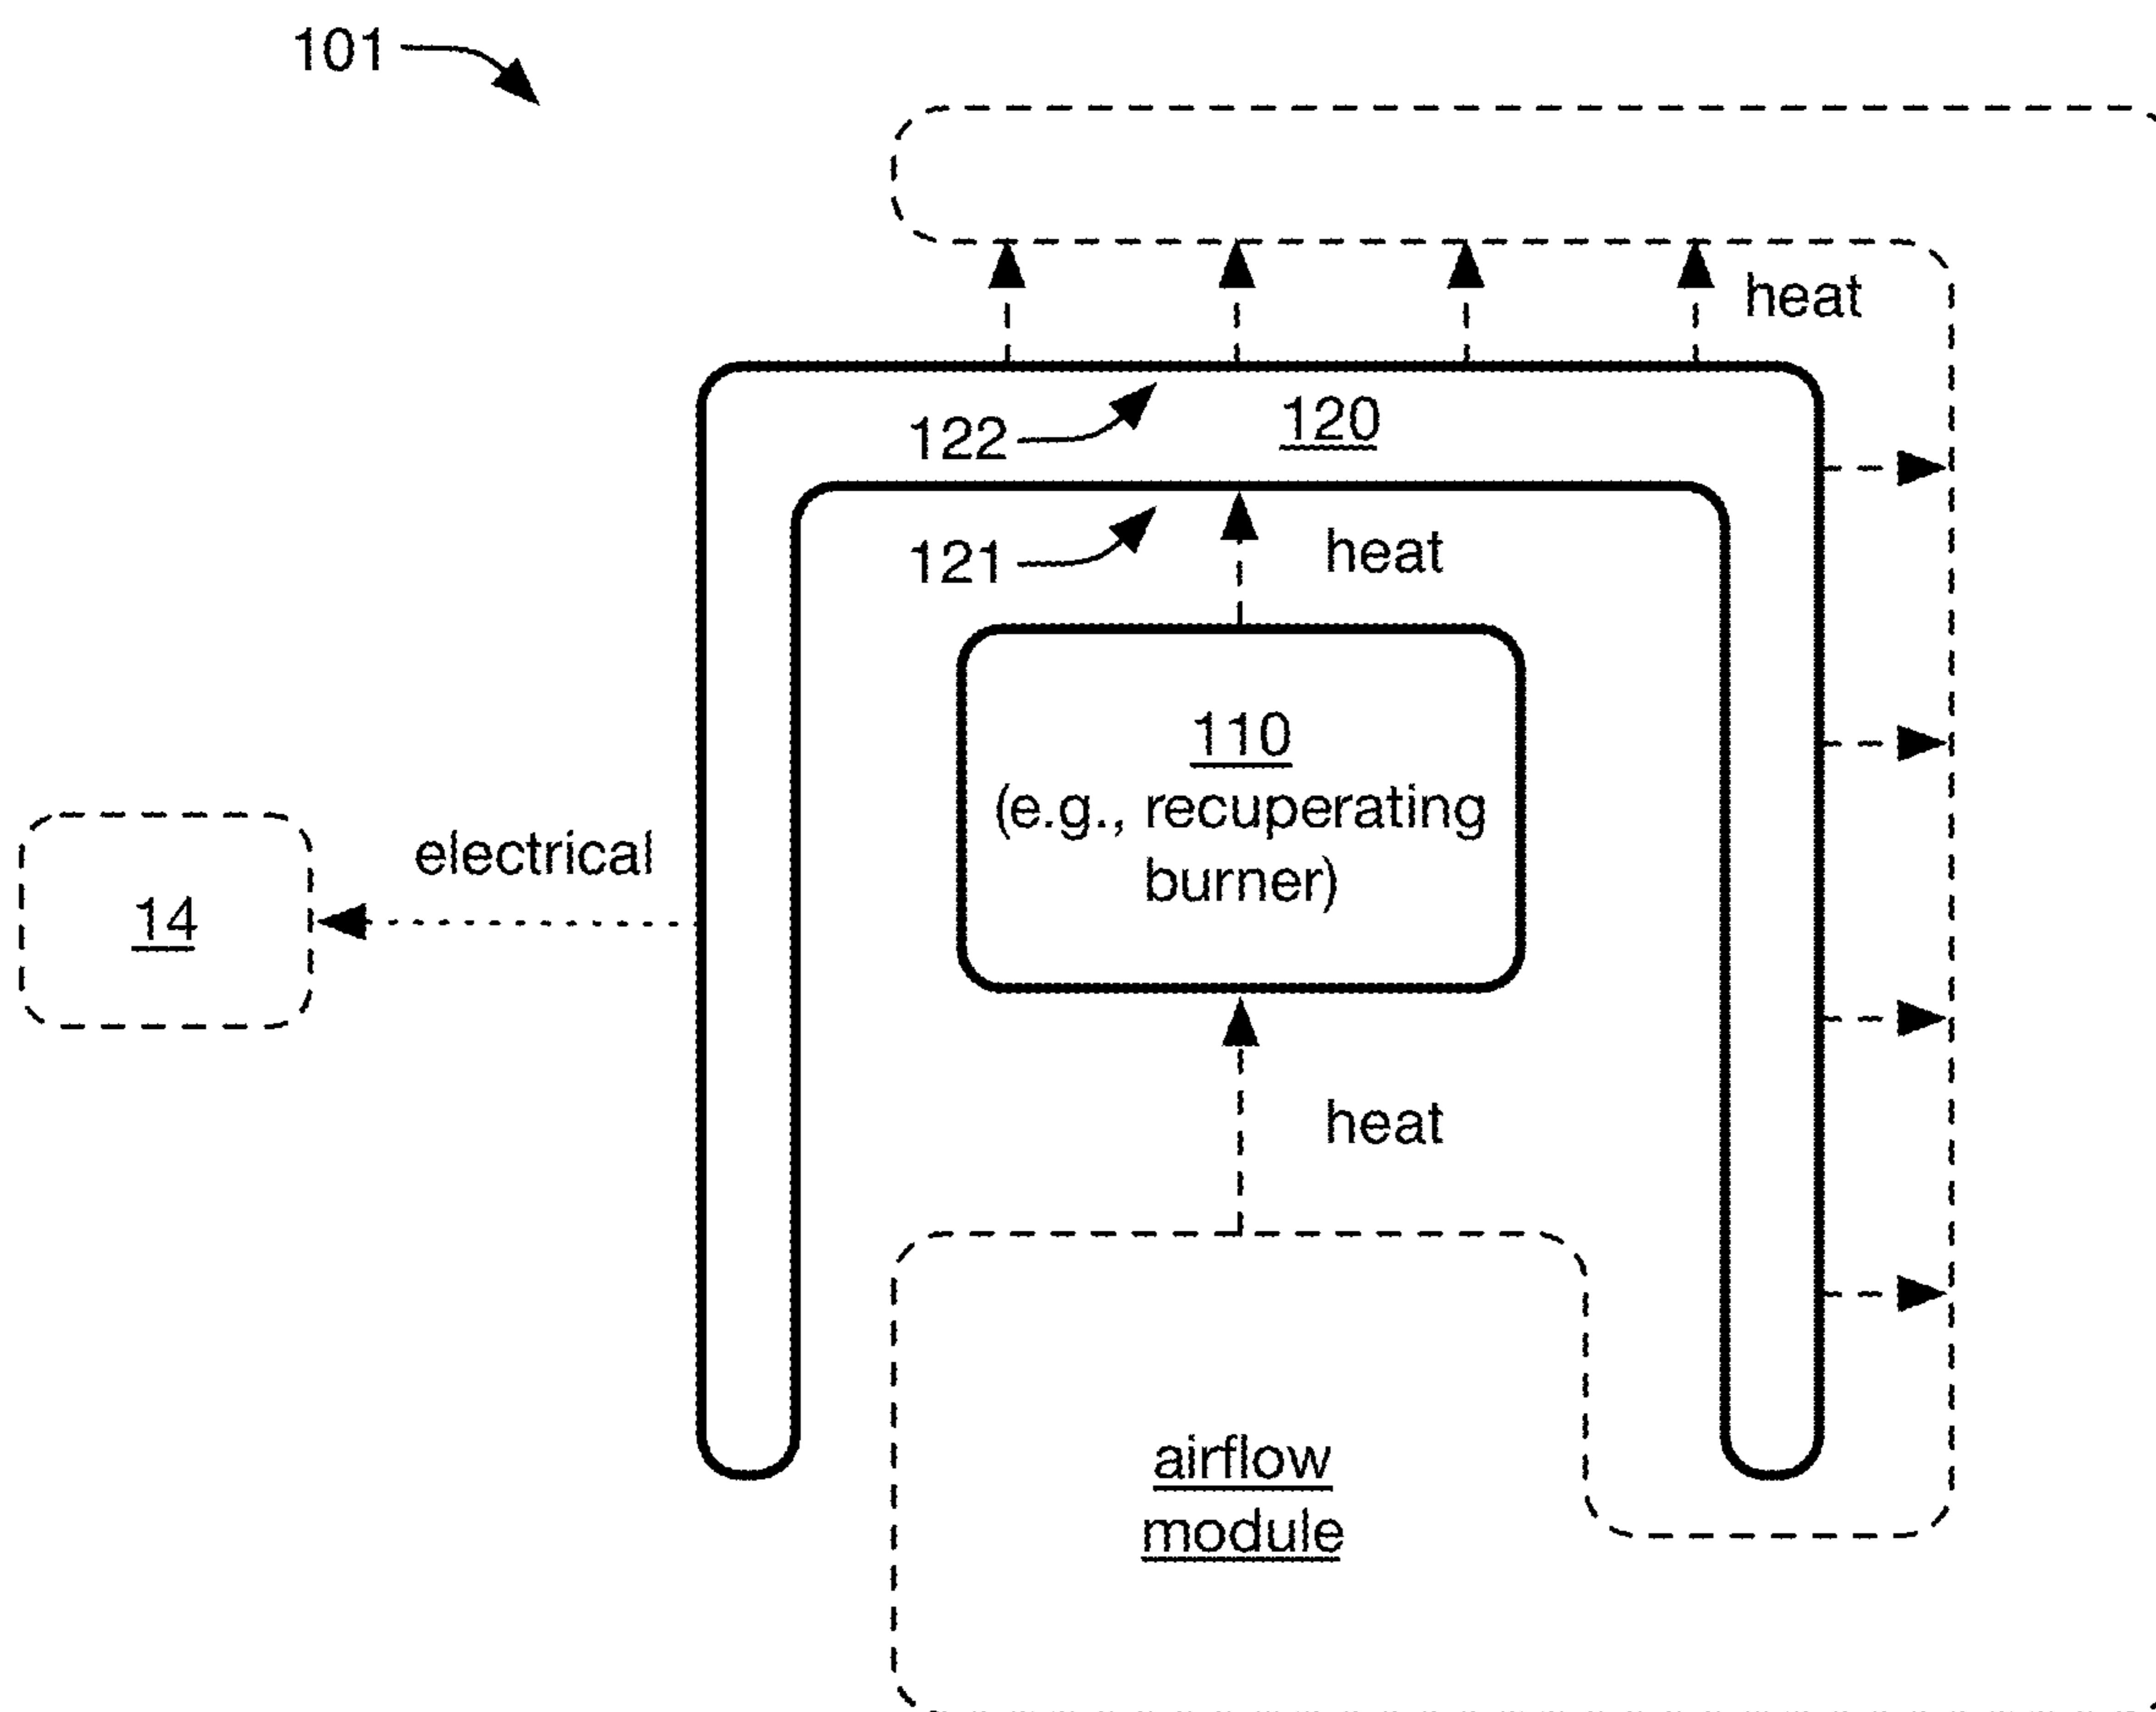 101
heat
122
120
121
heat
110
(e.g., recuperating
burner)
electrical
14
heat
airflow
module